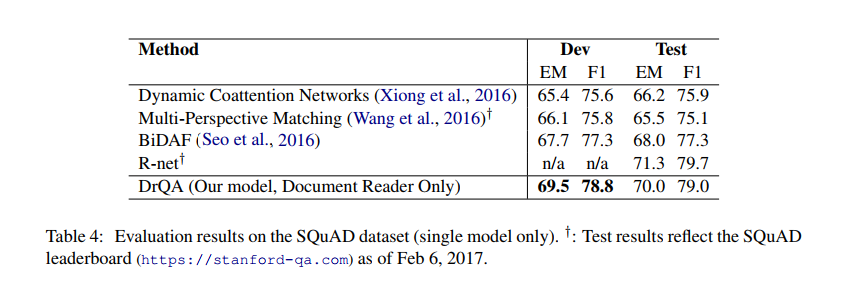 Method Dev Test
EM F1 EM F1
Dynamic Coattention Networks (Xiong et al., 2016) 65.4 75.6 66.2 75.9
Multi-Perspective Matching (Wang et al., 2016)† 66.1 75.8 65.5 75.1
BiDAF (Seo et al., 2016) 67.7 77.3 68.0 77.3
R-net† n/a n/a 71.3 79.7
DrQA (Our model, Document Reader Only) 69.5 78.8 70.0 79.0
Table 4: Evaluation results on the SQuAD dataset (single model only). †: Test results reflect the SQuAD
leaderboard (https://stanford-qa.com) as of Feb 6, 2017.